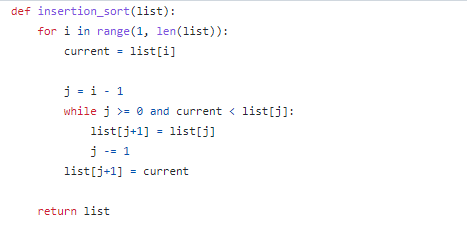 def insertion_sort(list):
    for i in range(1, len(list)):
        current = list[i]

        j = i - 1
        while j >= 0 and current < list[j]:
            list[j+1] = list[j]
            j -= 1
        list[j+1] = current

    return list